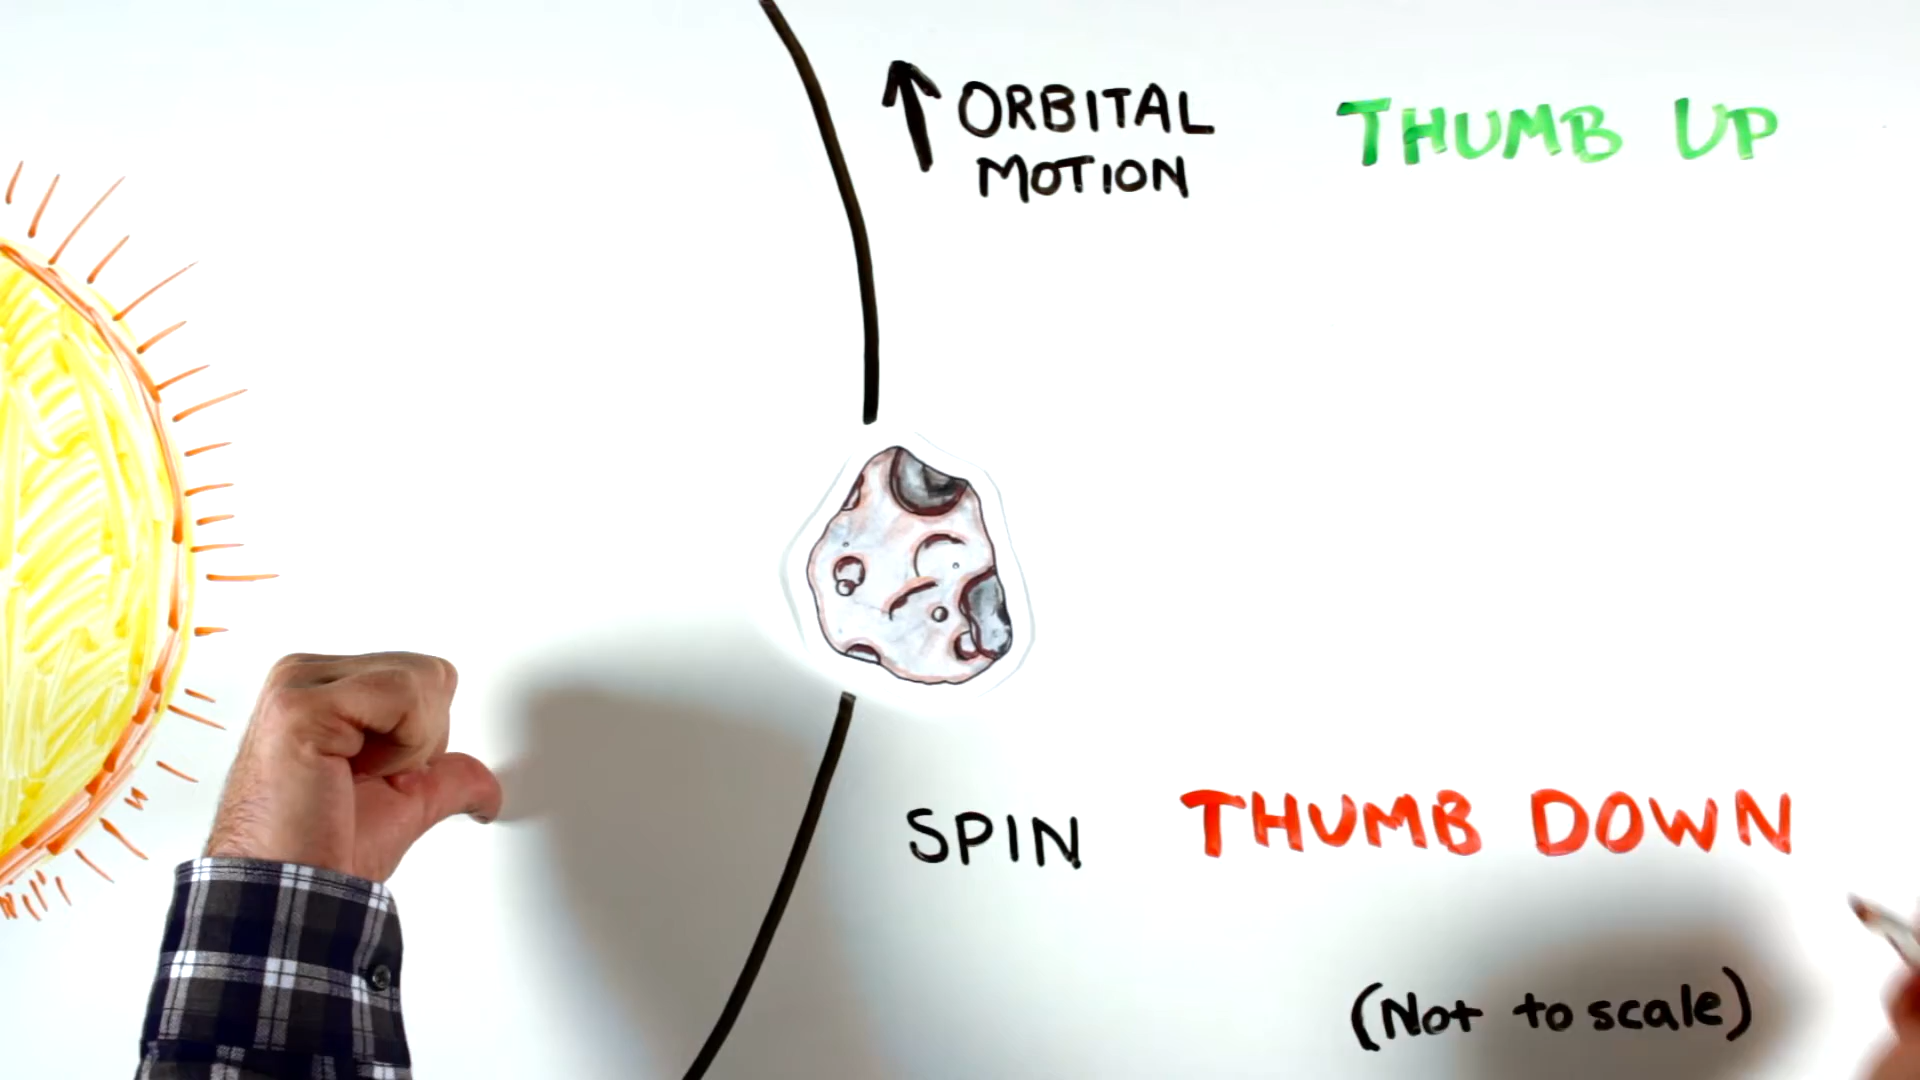 ORBITAL
MOTION
THUMB UP
SPIN
THUMB DOWN
(Not to scale)